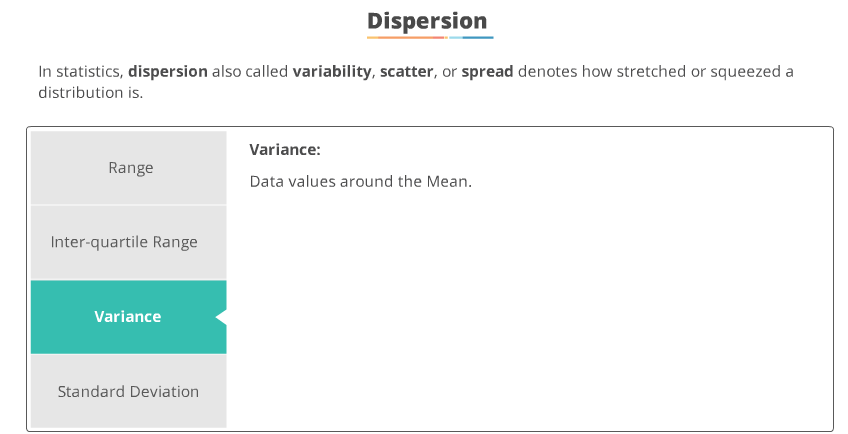 Dispersion
In statistics, dispersion also called variability, scatter, or spread denotes how stretched or squeezed a
distribution is.
Range
Inter-quartile Range
Variance
Standard Deviation
Variance:
Data values around the Mean.